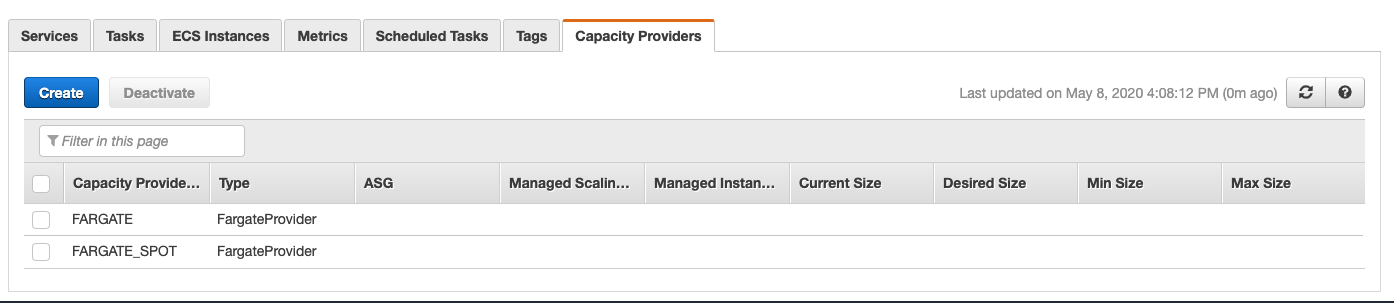 Services Tasks ECS Instances Metrics Scheduled Tasks Tags Capacity Providers
Create Deactivate Last updated on May 8, 2020 4:08:12 PM (0m ago)
Filter in this page
Capacity Provide... Type ASG Managed Scalin... Managed Instan... Current Size Desired Size Min Size Max Size
FARGATE FargateProvider
FARGATE_SPOT FargateProvider